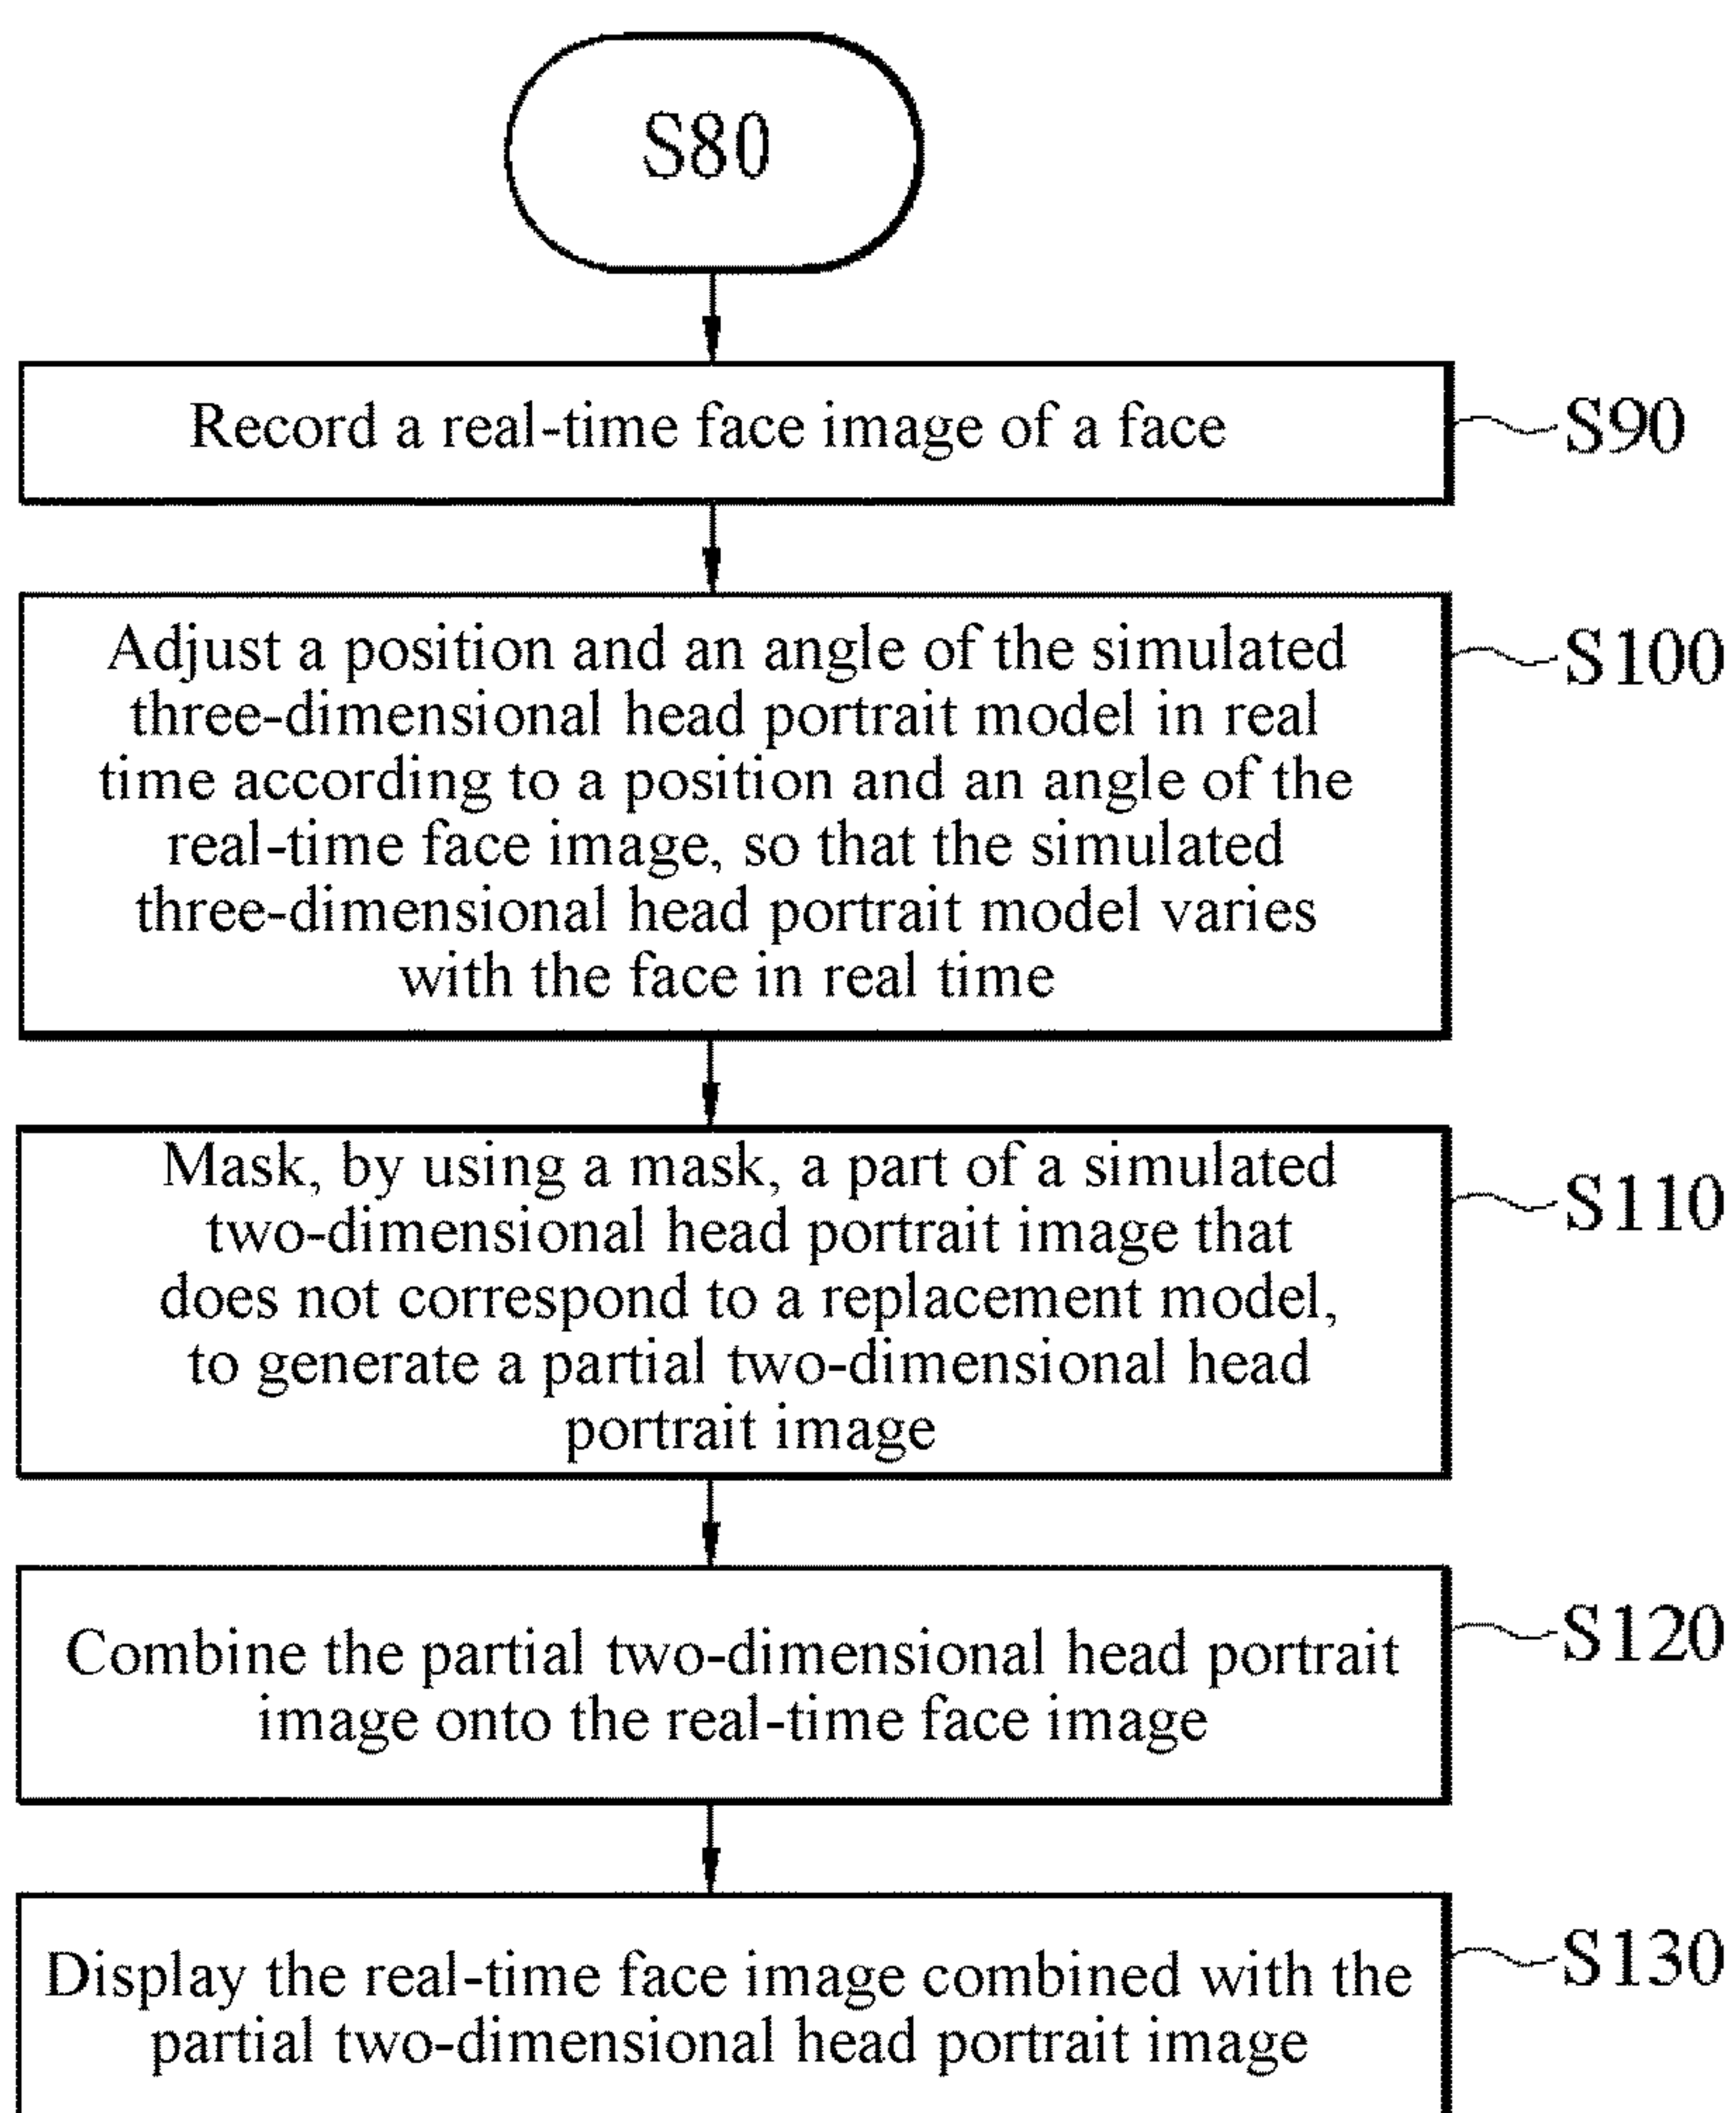 S80
Record a real-time face image of a face
S90
Adjust a position and an angle of the simulated
three-dimensional head portrait model in real
time according to a position and an angle of the
real-time face image, so that the simulated
three-dimensional head portrait model varies
with the face in real time
S100
Mask, by using a mask, a part of a simulated
two-dimensional head portrait image that
does not correspond to a replacement model,
to generate a partial two-dimensional head
portrait image
S110
Combine the partial two-dimensional head portrait
image onto the real-time face image
S120
Display the real-time face image combined with the
partial two-dimensional head portrait image
S130